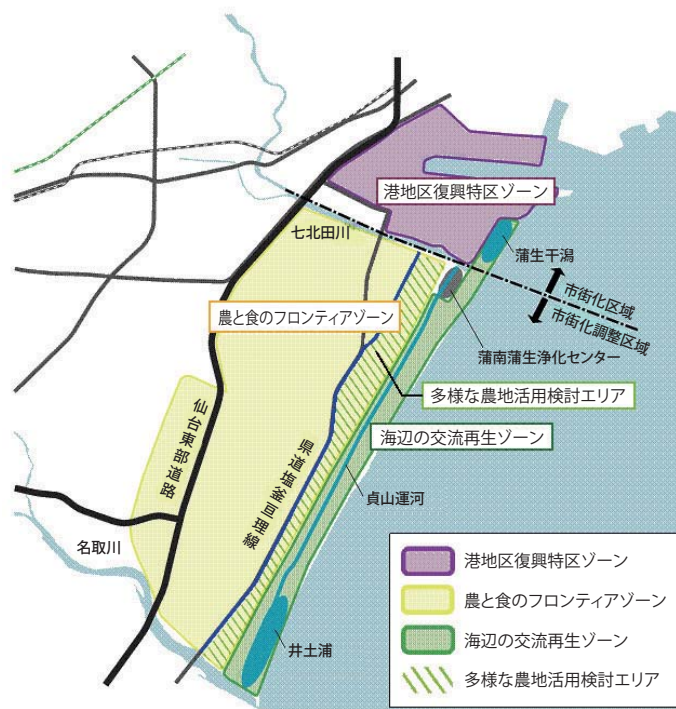 港地区復興特区ゾーン
七北田川
蒲生干潟
市街化区域
市街化調整区域
農と食のフロンティアゾーン
蒲南蒲生浄化センター
多様な農地活用検討エリア
仙台東部道路
海辺の交流再生ゾーン
県道塩釜亘理線
貞山運河
名取川
井土浦
港地区復興特区ゾーン
農と食のフロンティアゾーン
海辺の交流再生ゾーン
多様な農地活用検討エリア